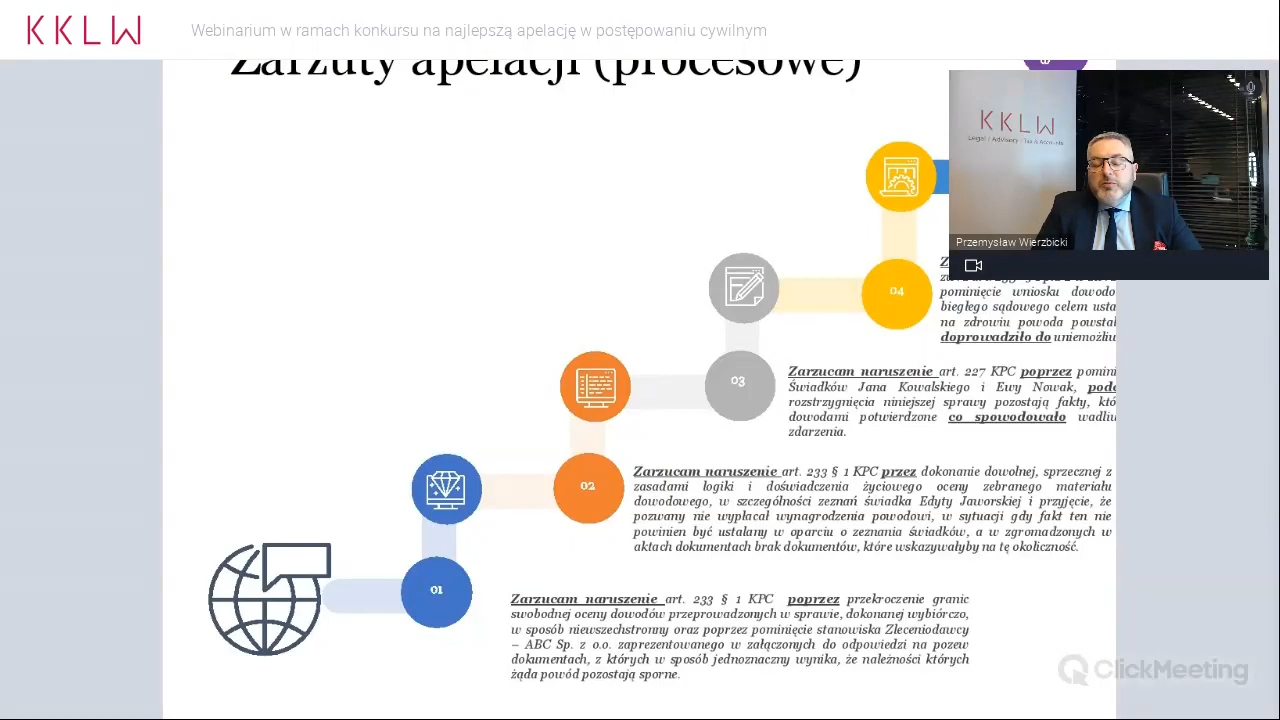 KKLW
Webinarium w ramach konkursu na najlepszą apelację w postępowaniu cywilnym
Zarzuty apelacji (procesowe)
KKLW
Legal / Advisory / Tax & Accounts
Przemysław Wierzbicki
04
pominięcie wniosku
biegłego sądowego celem
na zdrowiu powoda
doprowadziło do
03
Zarzucam naruszenie art. 227 KPC poprzez
Świadków Jana Kowalskiego i Ewy Nowak,
rozstrzygnięcia niniejszej sprawy pozostają fakty,
dowodami potwierdzone co spowodowało
zdarzenia.
02
Zarzucam naruszenie art. 233 § 1 KPC przez dokonanie dowolnej, sprzecznej z
zasadami logiki i doświadczenia życiowego oceny zebranego materiału
dowodowego, w szczególności zeznań świadka Edyty Jaworskiej i przyjęcie, że
pozwany nie wypłacał wynagrodzenia powodowi, w sytuacji gdy fakt ten nie
powinien być ustalany w oparciu o zeznania świadków, a w zgromadzonych w
aktach dokumentach brak dokumentów, które wskazywałyby na tę okoliczność.
01
Zarzucam naruszenie art. 233 § 1 KPC poprzez przekroczenie granic
swobodnej oceny dowodów przeprowadzonych w sprawie, dokonanej wybiórczo,
w sposób niewszechstronny oraz poprzez pominięcie stanowiska Zleceniodawcy
– ABC Sp. z o.o. zaprezentowanego w załączonych do odpowiedzi na pozew
dokumentach, z których w sposób jednoznaczny wynika, że należności których
żąda powód pozostają sporne.
ClickMeeting